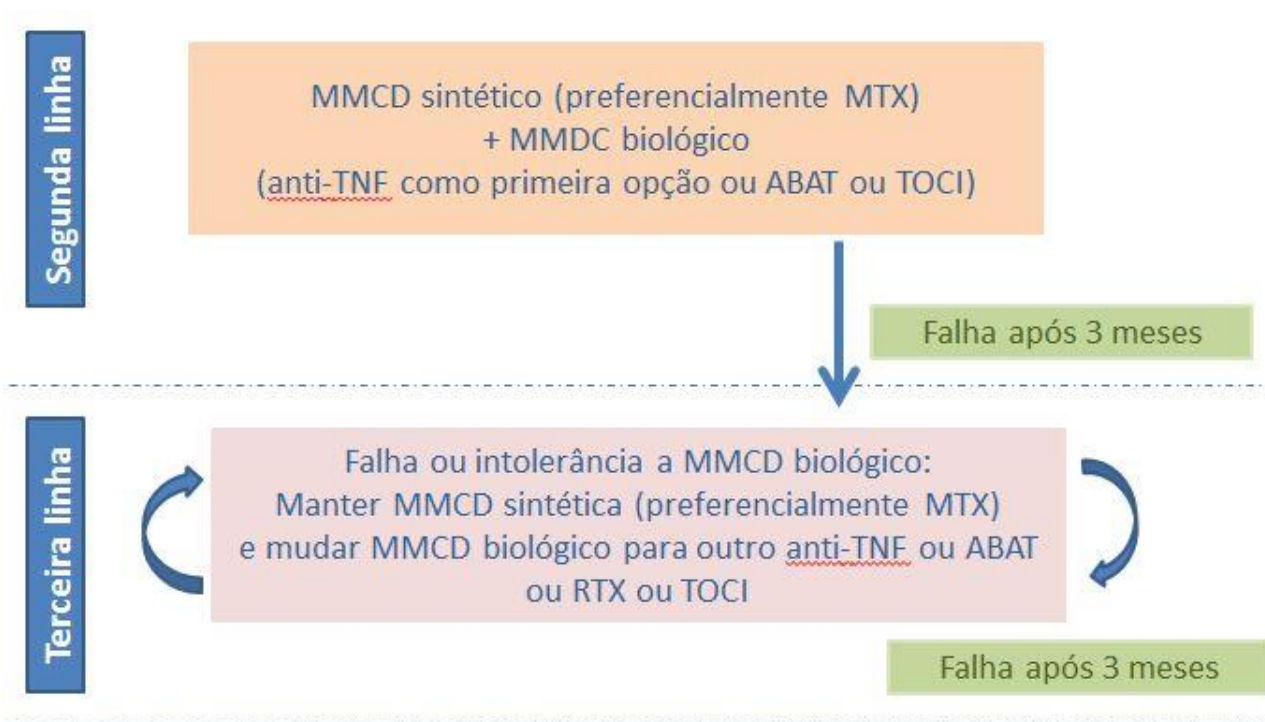 Segunda linha
MMCD sintético (preferencialmente MTX)
+ MMDC biológico
(anti-TNF como primeira opção ou ABAT ou TOCI)
Falha após 3 meses
Terceira linha
Falha ou intolerância a MMCD biológico:
Manter MMCD sintética (preferencialmente MTX)
e mudar MMCD biológico para outro anti-TNF ou ABAT
ou RTX ou TOCI
Falha após 3 meses